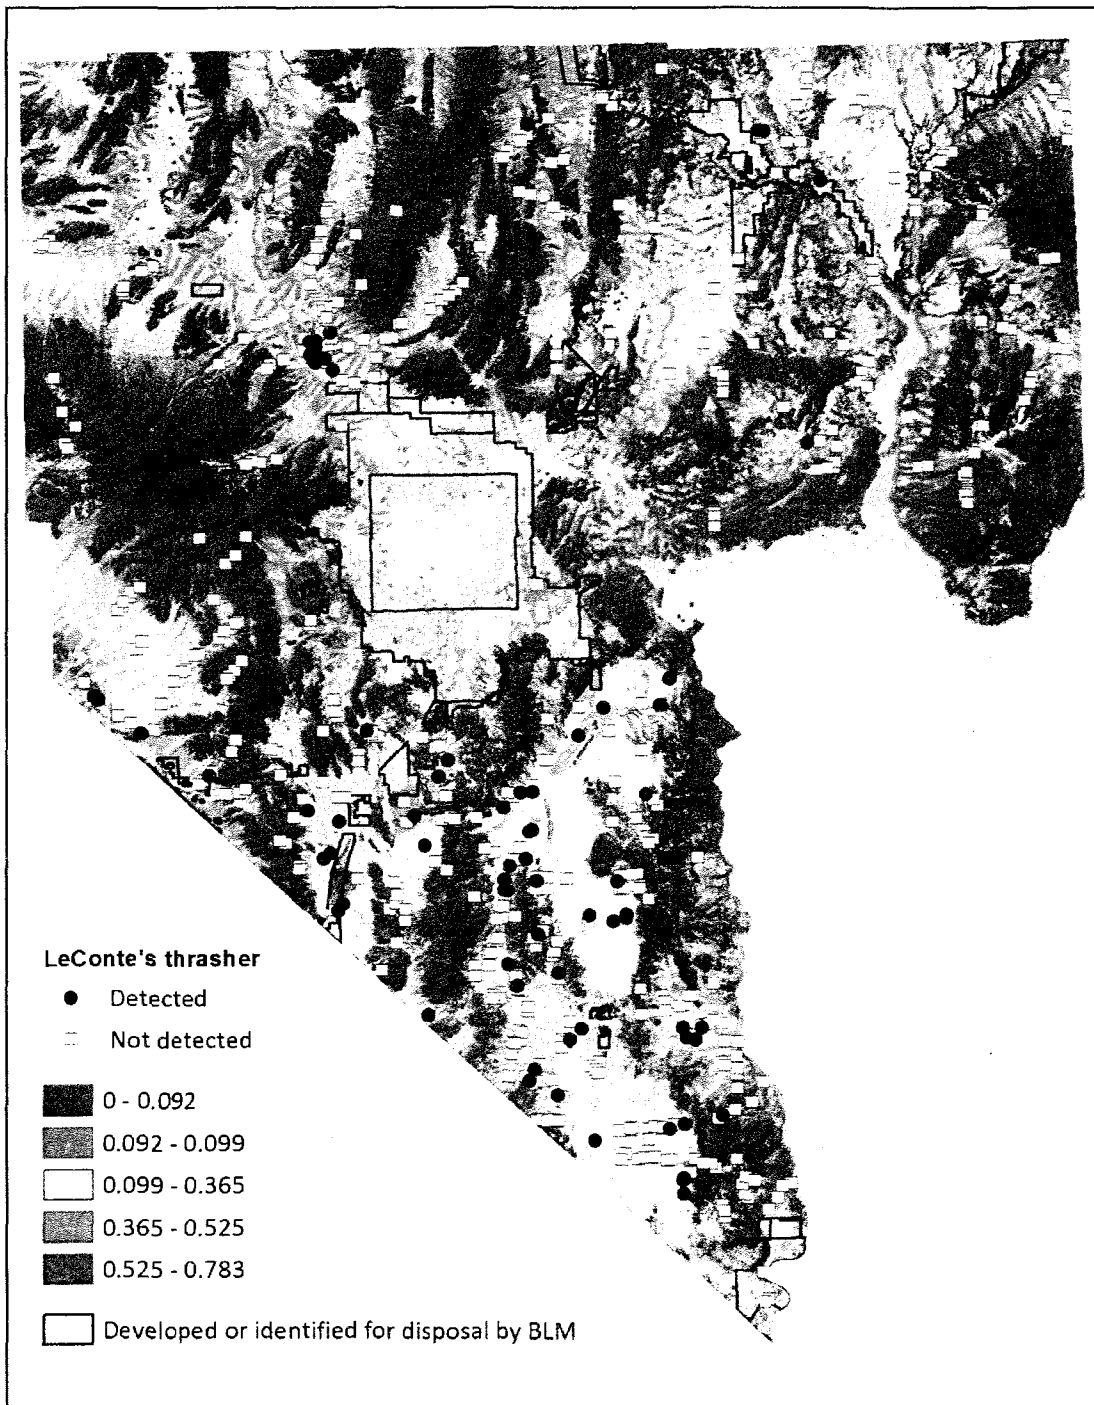 LeConte's thrasher
Detected
Not detected
0 - 0.092
0.092 - 0.099
0.099 - 0.365
0.365 - 0.525
0.525 - 0.783
Developed or identified for disposal by BLM